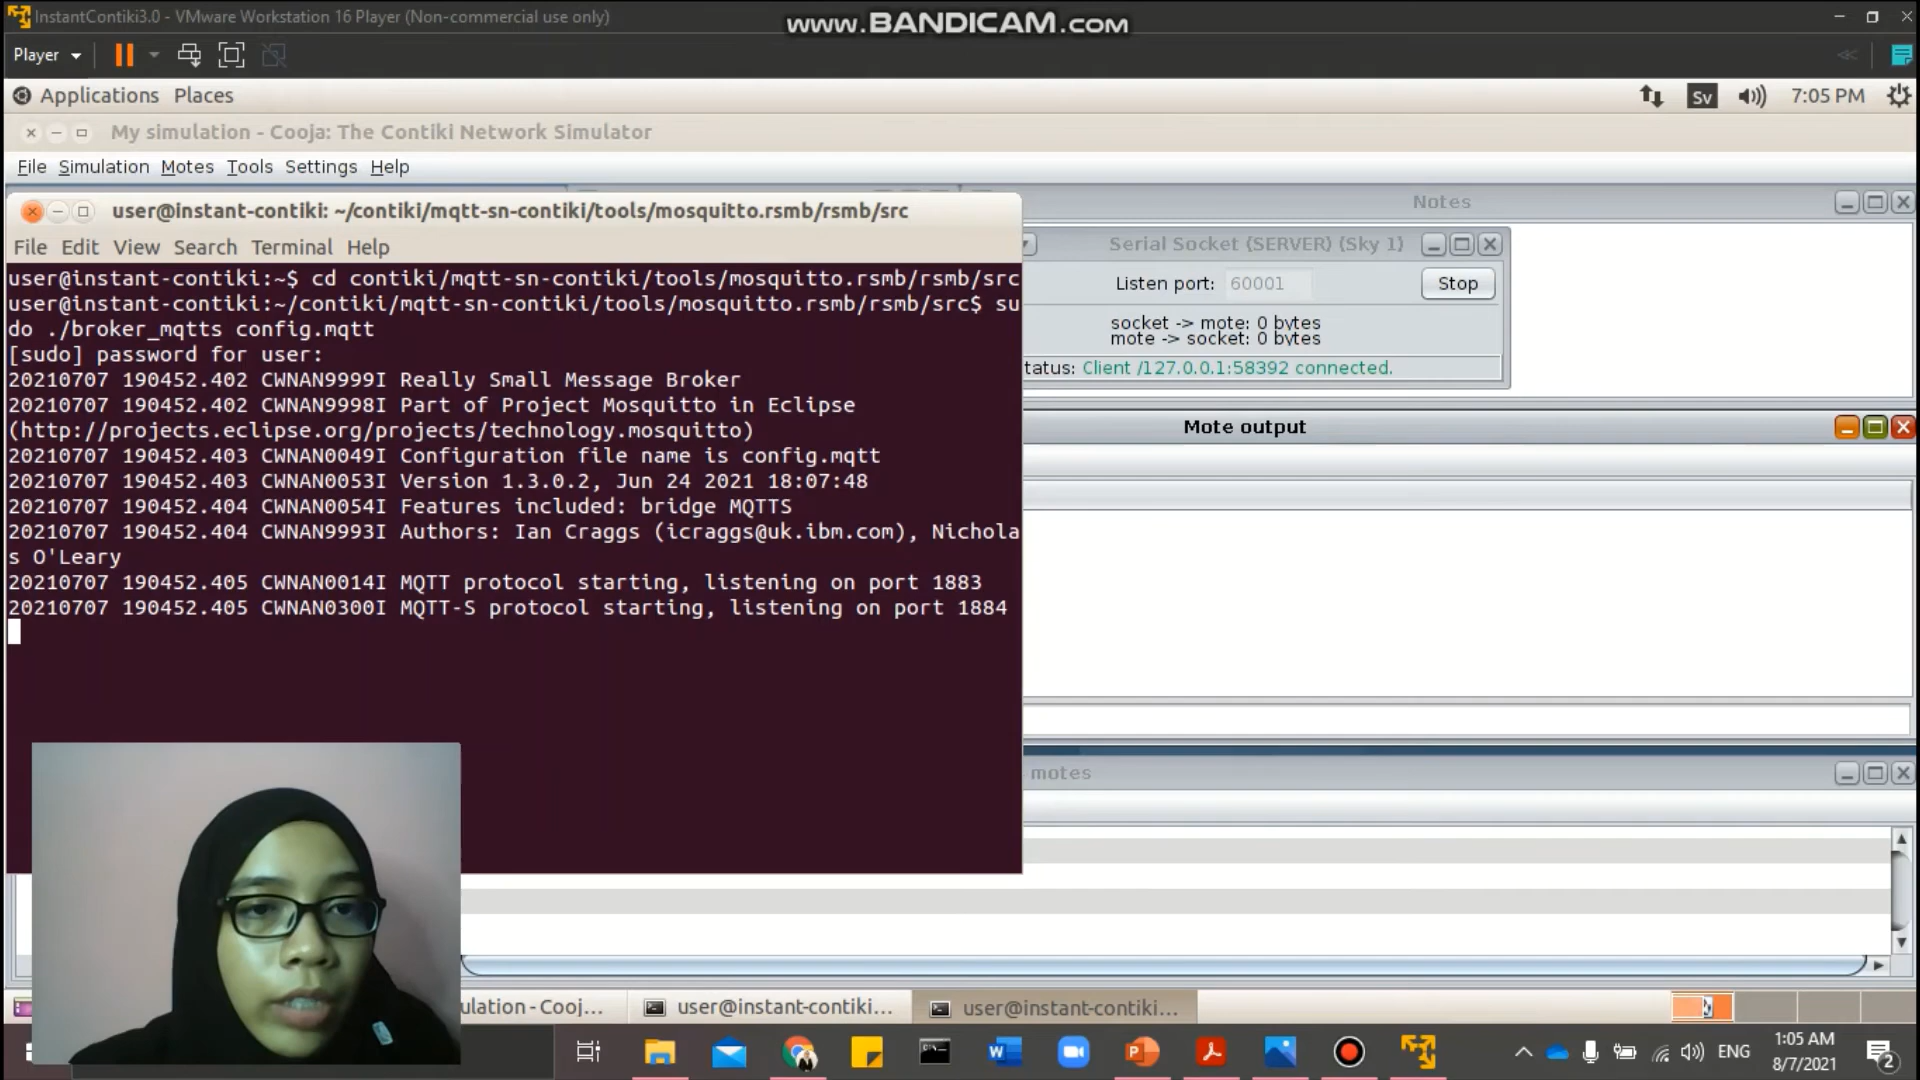 InstantContiki3.0 - VMware Workstation 16 Player (Non-commercial use only)
www.BANDICAM.com
Player
Applications Places
Sv
7:05 PM
My simulation - Cooja: The Contiki Network Simulator
File Simulation Motes Tools Settings Help
user@instant-contiki: ~/contiki/mqtt-sn-contiki/tools/mosquitto.rsmb/rsmb/src
File Edit View Search Terminal Help
user@instant-contiki:~$ cd contiki/mqtt-sn-contiki/tools/mosquitto.rsmb/rsmb/src
user@instant-contiki:~/contiki/mqtt-sn-contiki/tools/mosquitto.rsmb/rsmb/src$ su
do ./broker_mqtts config.mqtt
[sudo] password for user:
20210707 190452.402 CWNAN9999I Really Small Message Broker
20210707 190452.402 CWNAN9998I Part of Project Mosquitto in Eclipse
(http://projects.eclipse.org/projects/technology.mosquitto)
20210707 190452.403 CWNAN0049I Configuration file name is config.mqtt
20210707 190452.403 CWNAN0053I Version 1.3.0.2, Jun 24 2021 18:07:48
20210707 190452.404 CWNAN0054I Features included: bridge MQTTS
20210707 190452.404 CWNAN9993I Authors: Ian Craggs (icraggs@uk.ibm.com), Nichola
s O'Leary
20210707 190452.405 CWNAN0014I MQTT protocol starting, listening on port 1883
20210707 190452.405 CWNAN0300I MQTT-S protocol starting, listening on port 1884
Notes
Serial Socket (SERVER) (Sky 1)
Listen port: 60001 Stop
socket -> mote: 0 bytes
mote -> socket: 0 bytes
tatus: Client /127.0.0.1:58392 connected.
Mote output
motes
ulation - Cooj...
user@instant-contiki...
user@instant-contiki...
ENG
1:05 AM
8/7/2021
2